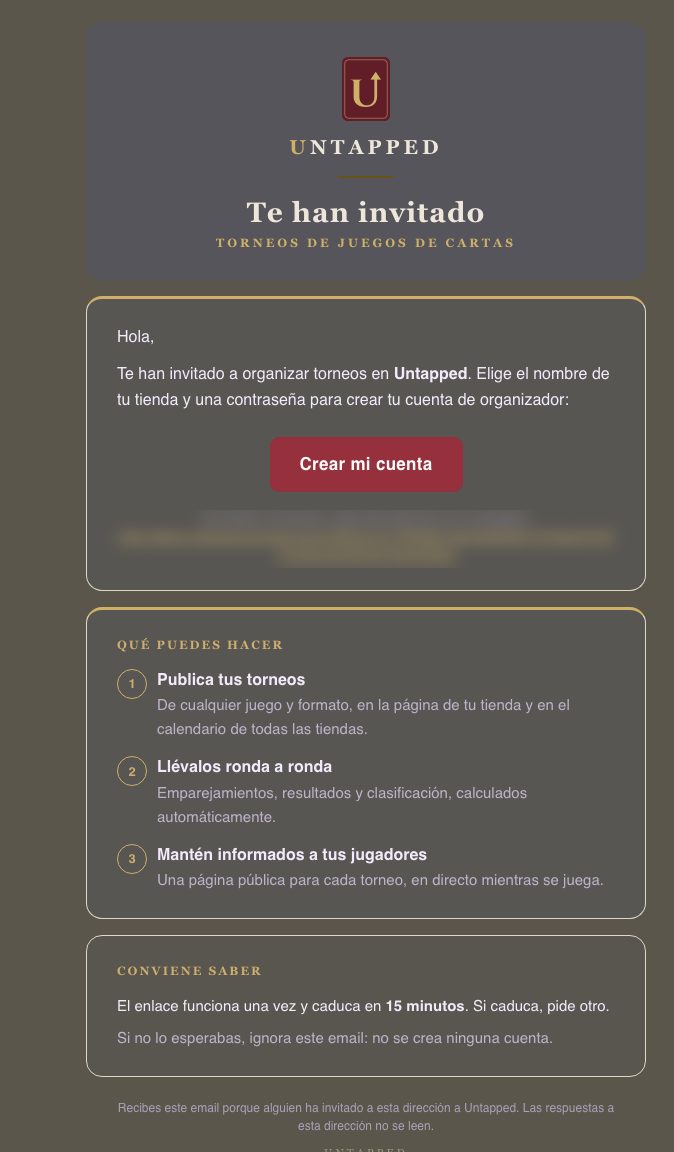 U
UNTAPPED
Te han invitado
TORNEOS DE JUEGOS DE CARTAS
Hola,
Te han invitado a organizar torneos en Untapped. Elige el nombre de
tu tienda y una contraseña para crear tu cuenta de organizador:
Crear mi cuenta
QUÉ PUEDES HACER
1 Publica tus torneos
De cualquier juego y formato, en la página de tu tienda y en el
calendario de todas las tiendas.
2 Llévalos ronda a ronda
Emparejamientos, resultados y clasificación, calculados
automáticamente.
3 Mantén informados a tus jugadores
Una página pública para cada torneo, en directo mientras se juega.
CONVIENE SABER
El enlace funciona una vez y caduca en 15 minutos. Si caduca, pide otro.
Si no lo esperabas, ignora este email: no se crea ninguna cuenta.
Recibes este email porque alguien ha invitado a esta dirección a Untapped. Las respuestas a
esta dirección no se leen.
UNTAPPED